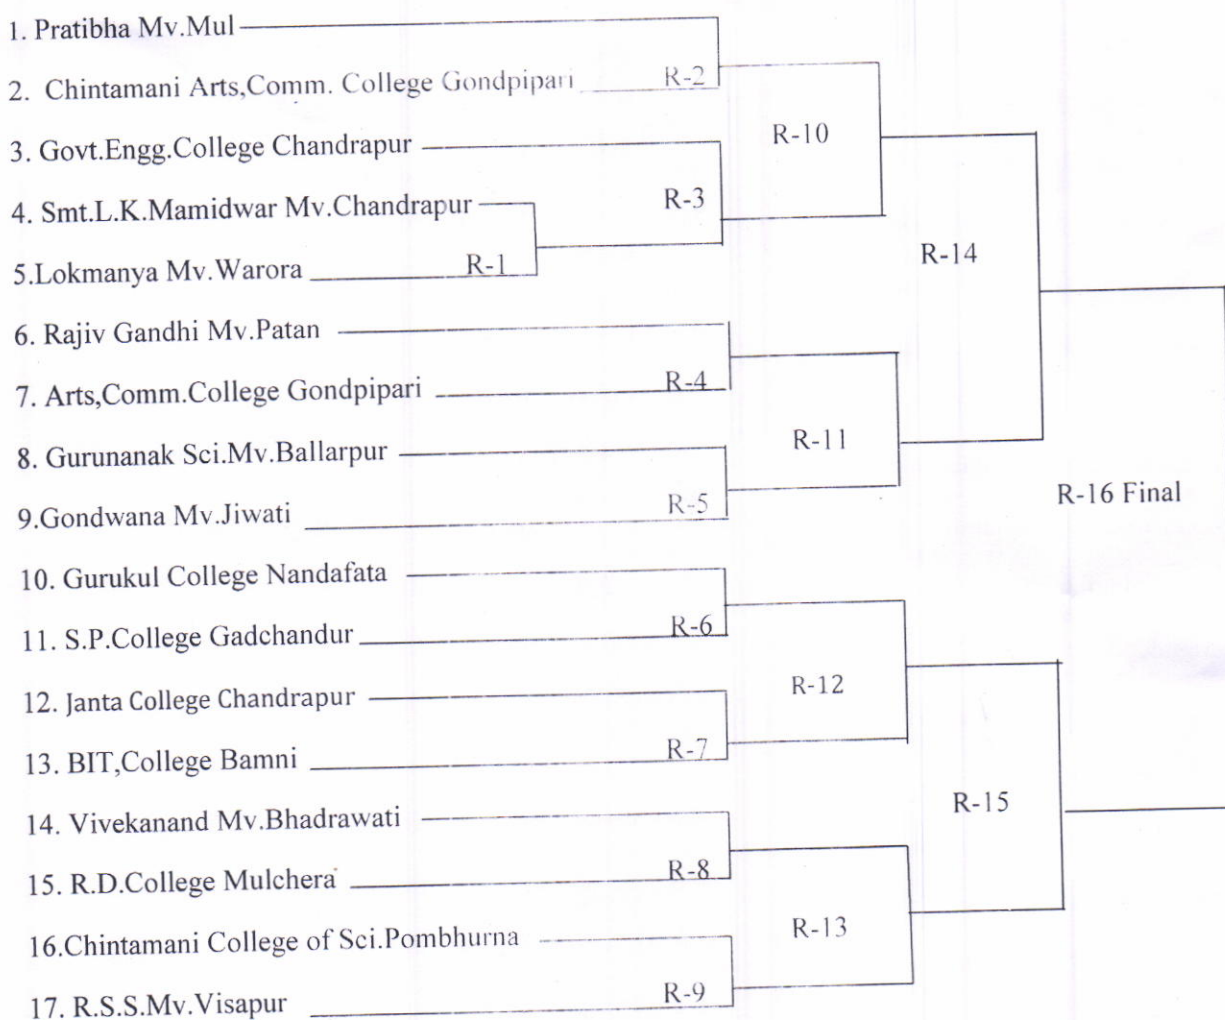 1. Pratibha Mv.Mul
2. Chintamani Arts,Comm. College Gondpipari R-2
R-10
3. Govt.Engg.College Chandrapur
4. Smt.L.K.Mamidwar Mv.Chandrapur R-3
5.Lokmanya Mv.Warora R-1
R-14
6. Rajiv Gandhi Mv.Patan
7. Arts,Comm.College Gondpipari R-4
R-11
8. Gurunanak Sci.Mv.Ballarpur
9.Gondwana Mv.Jiwati R-5
R-16 Final
10. Gurukul College Nandafata
11. S.P.College Gadchandur R-6
R-12
12. Janta College Chandrapur
13. BIT,College Bamni R-7
R-15
14. Vivekanand Mv.Bhadrawati
15. R.D.College Mulchera R-8
R-13
16.Chintamani College of Sci.Pombhurna
17. R.S.S.Mv.Visapur R-9